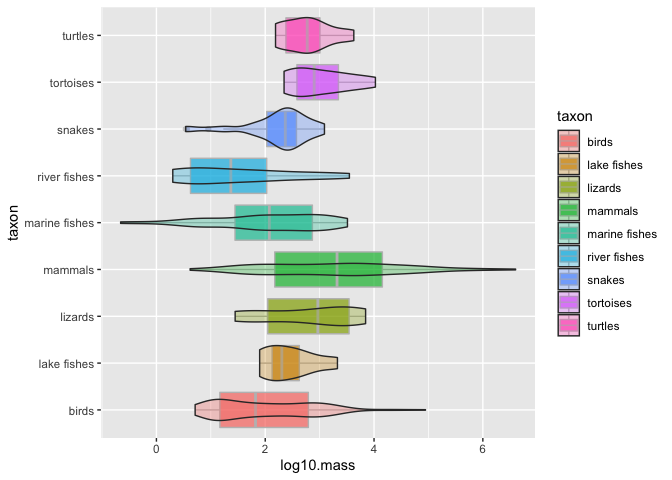 turtles
tortoises
snakes
river fishes
marine fishes
mammals
lizards
lake fishes
birds
taxon
0
2
4
6
log10.mass
taxon
birds
lake fishes
lizards
mammals
marine fishes
river fishes
snakes
tortoises
turtles